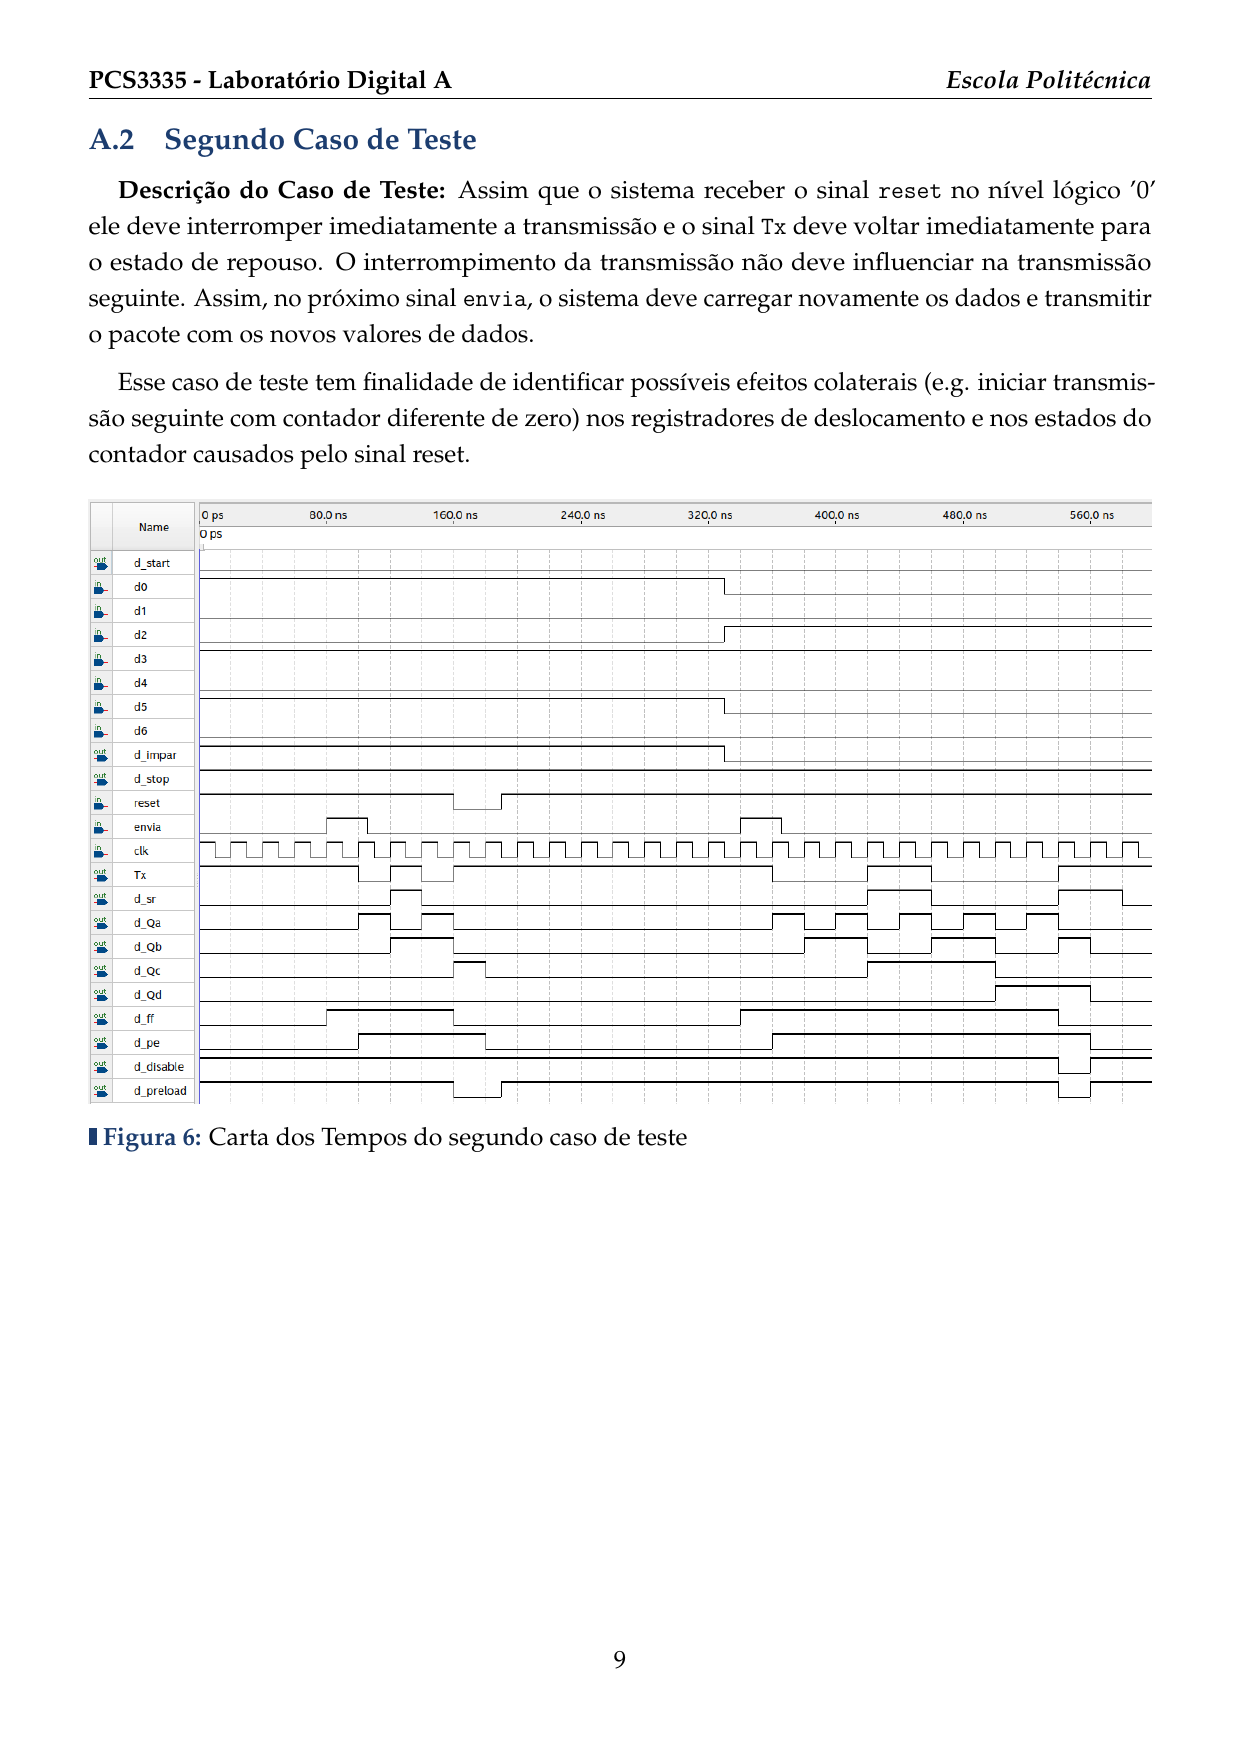 PCS3335 - Laboratório Digital A Escola Politécnica
A.2 Segundo Caso de Teste
Descrição do Caso de Teste: Assim que o sistema receber o sinal reset no nível lógico ’0’
ele deve interromper imediatamente a transmissão e o sinal Tx deve voltar imediatamente para
o estado de repouso. O interrompimento da transmissão não deve influenciar na transmissão
seguinte. Assim, no próximo sinal envia, o sistema deve carregar novamente os dados e transmitir
o pacote com os novos valores de dados.
Esse caso de teste tem finalidade de identificar possíveis efeitos colaterais (e.g. iniciar transmis-
são seguinte com contador diferente de zero) nos registradores de deslocamento e nos estados do
contador causados pelo sinal reset.
Name 0 ps 80.0 ns 160.0 ns 240.0 ns 320.0 ns 400.0 ns 480.0 ns 560.0 ns
0 ps
out d_start
in d0
in d1
in d2
in d3
in d4
in d5
in d6
out d_impar
out d_stop
in reset
in envia
in clk
out Tx
out d_sr
out d_Qa
out d_Qb
out d_Qc
out d_Qd
out d_ff
out d_pe
out d_disable
out d_preload
Figura 6: Carta dos Tempos do segundo caso de teste
9